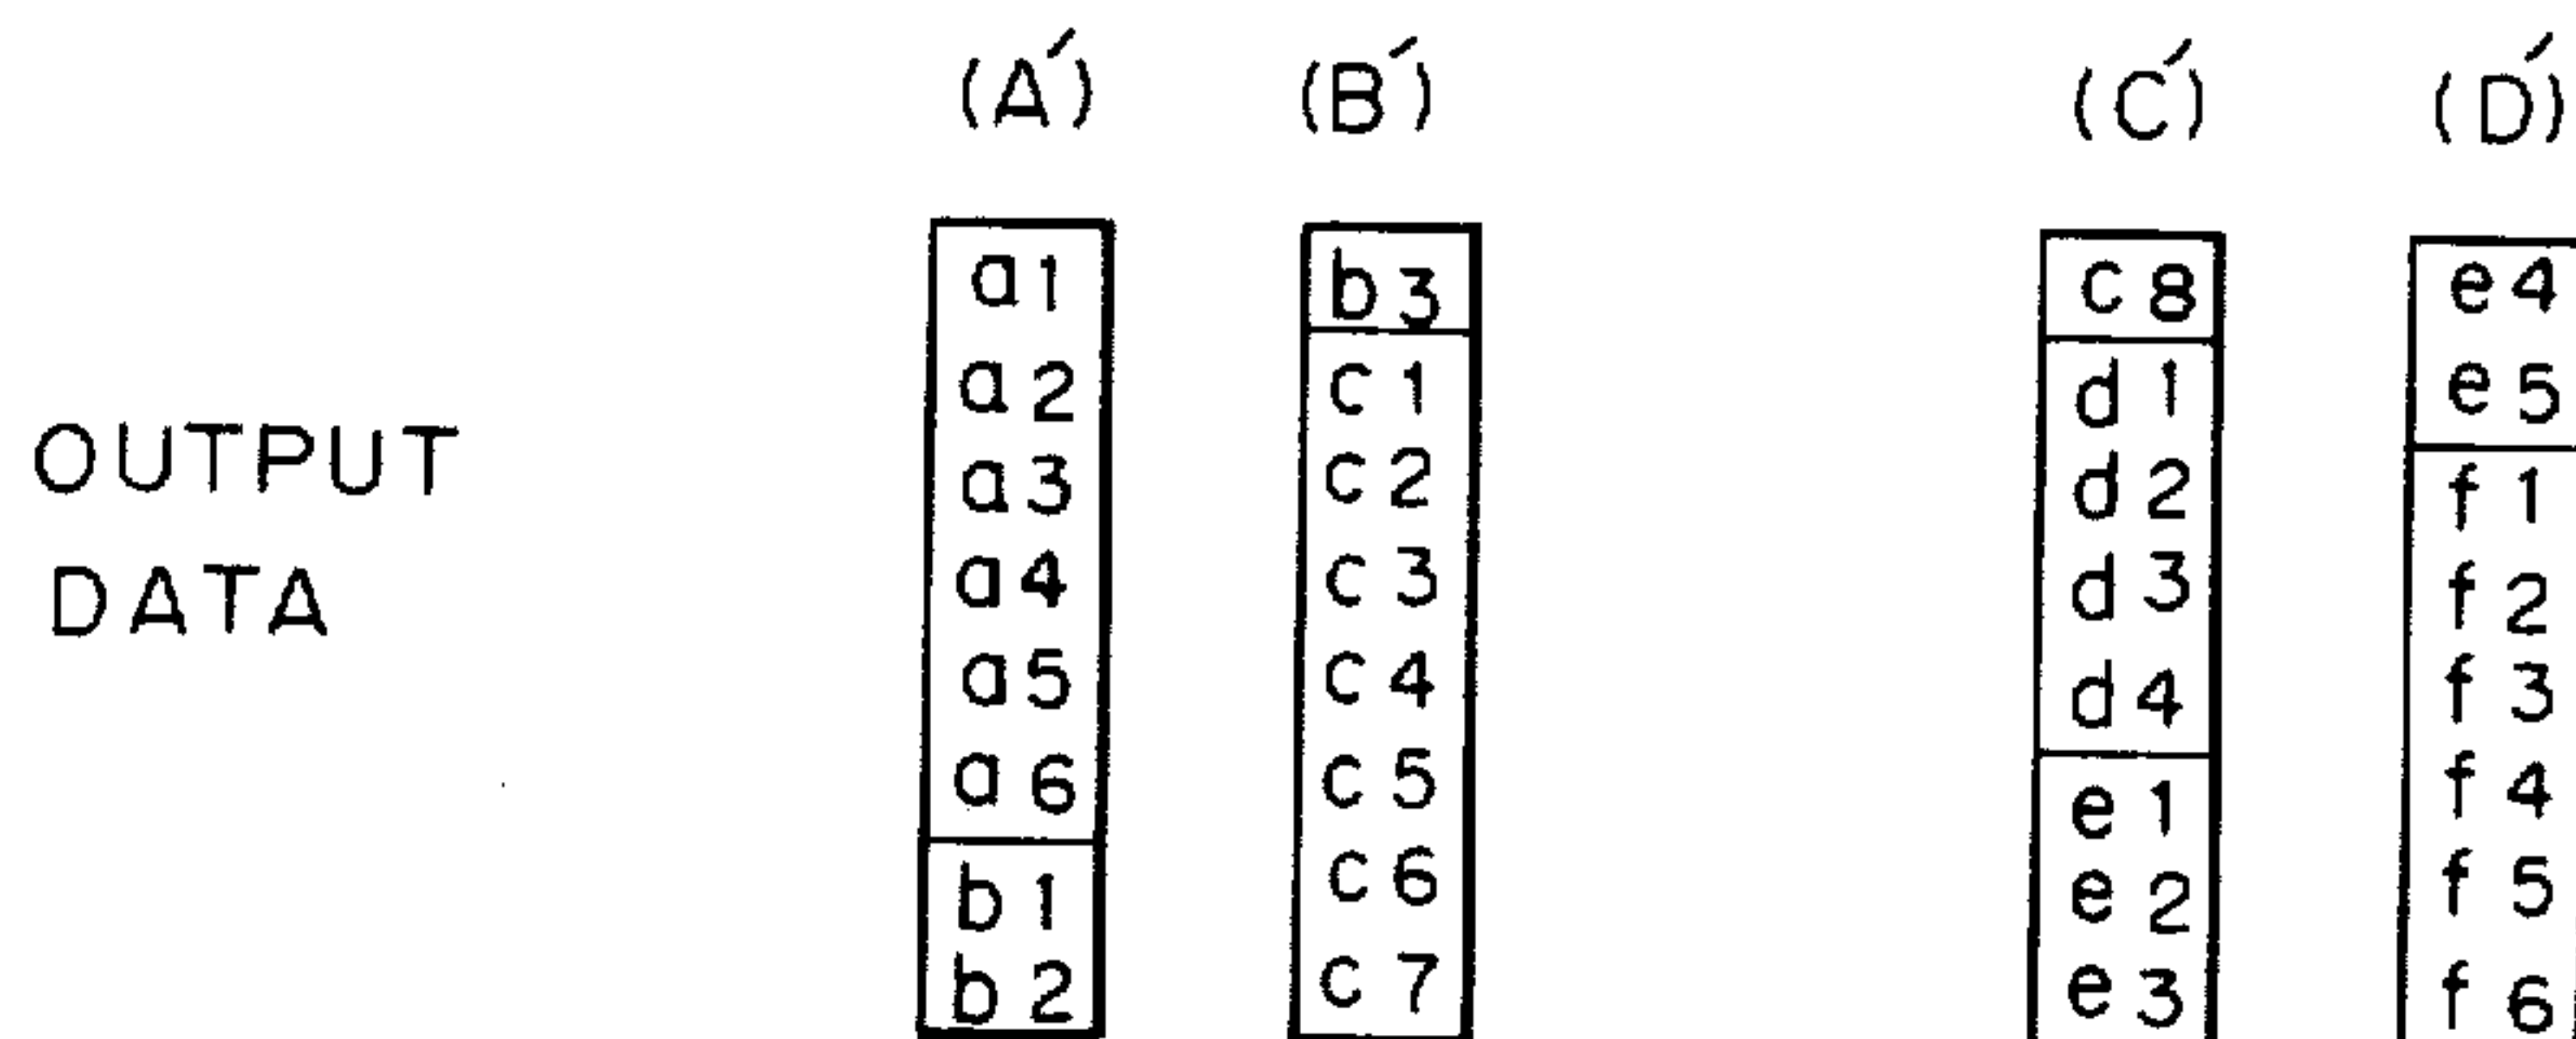 (A′) (B′) (C′) (D′)
OUTPUT
DATA
a1
a2
a3
a4
a5
a6
b1
b2
b3
c1
c2
c3
c4
c5
c6
c7
c8
d1
d2
d3
d4
e1
e2
e3
e4
e5
f1
f2
f3
f4
f5
f6